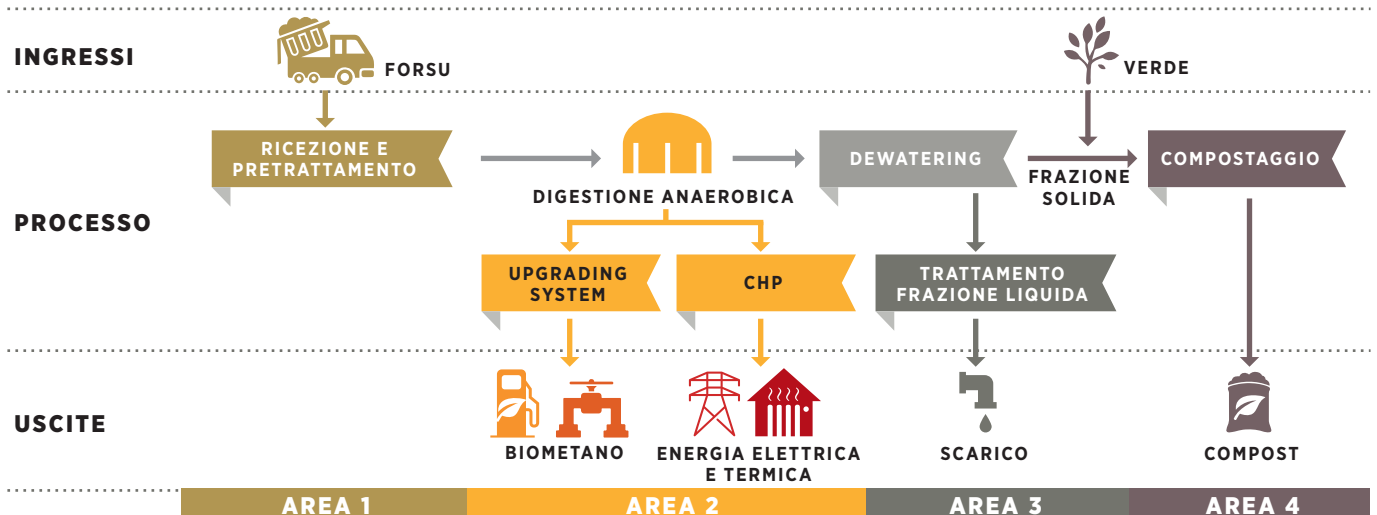 INGRESSI
FORSU
VERDE
PROCESSO
RICEZIONE E
PRETRATTAMENTO
DIGESTIONE ANAEROBICA
DEWATERING
FRAZIONE
SOLIDA
COMPOSTAGGIO
UPGRADING
SYSTEM
CHP
TRATTAMENTO
FRAZIONE LIQUIDA
USCITE
BIOMETANO
ENERGIA ELETTRICA
E TERMICA
SCARICO
COMPOST
AREA 1
AREA 2
AREA 3
AREA 4